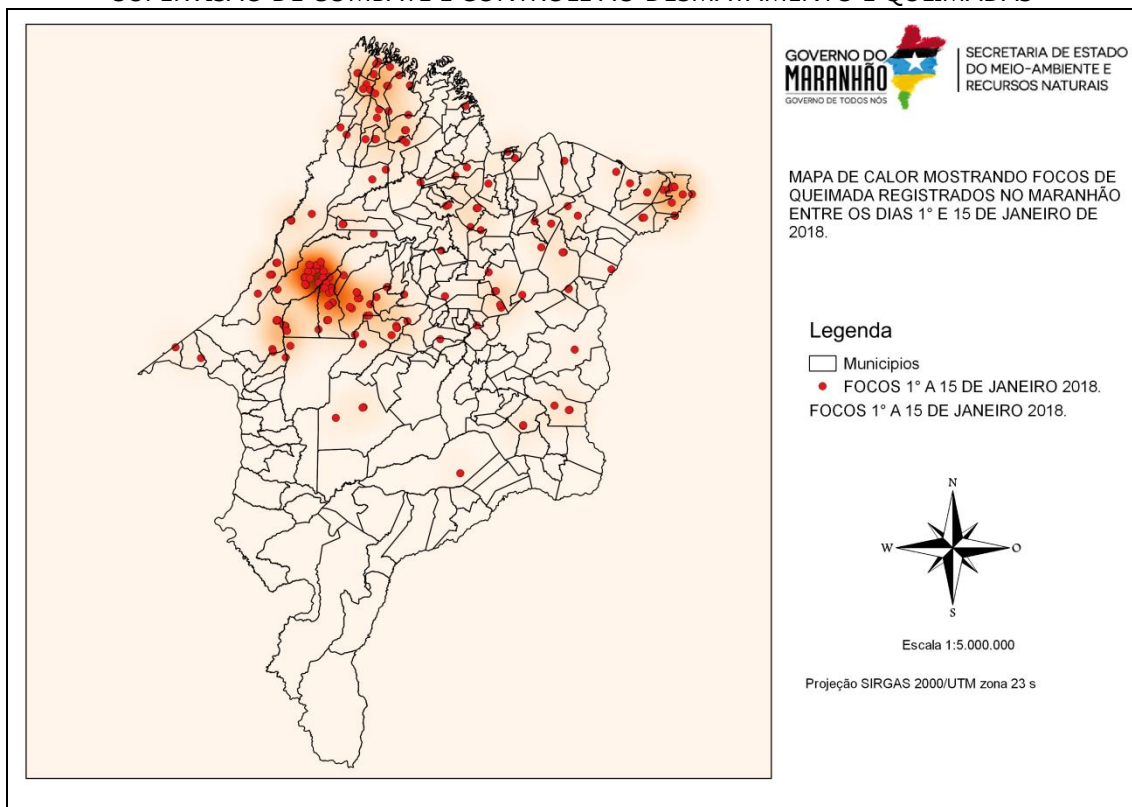 GOVERNO DO
MARANHÃO
GOVERNO DE TODOS NÓS
SECRETARIA DE ESTADO
DO MEIO-AMBIENTE E
RECURSOS NATURAIS
MAPA DE CALOR MOSTRANDO FOCOS DE
QUEIMADA REGISTRADOS NO MARANHÃO
ENTRE OS DIAS 1° E 15 DE JANEIRO DE
2018.
Legenda
Municipios
FOCOS 1° A 15 DE JANEIRO 2018.
FOCOS 1° A 15 DE JANEIRO 2018.
N
W
O
S
Escala 1:5.000.000
Projeção SIRGAS 2000/UTM zona 23 s